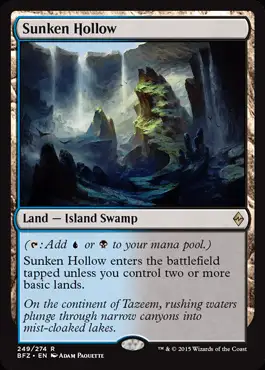 Sunken Hollow
Land — Island Swamp
( : Add or to your mana pool.)
Sunken Hollow enters the battlefield
tapped unless you control two or more
basic lands.
On the continent of Tazeem, rushing waters
plunge through narrow canyons into
mist-cloaked lakes.
249/274 R
BFZ • EN Adam Paquette
™ & © 2015 Wizards of the Coast